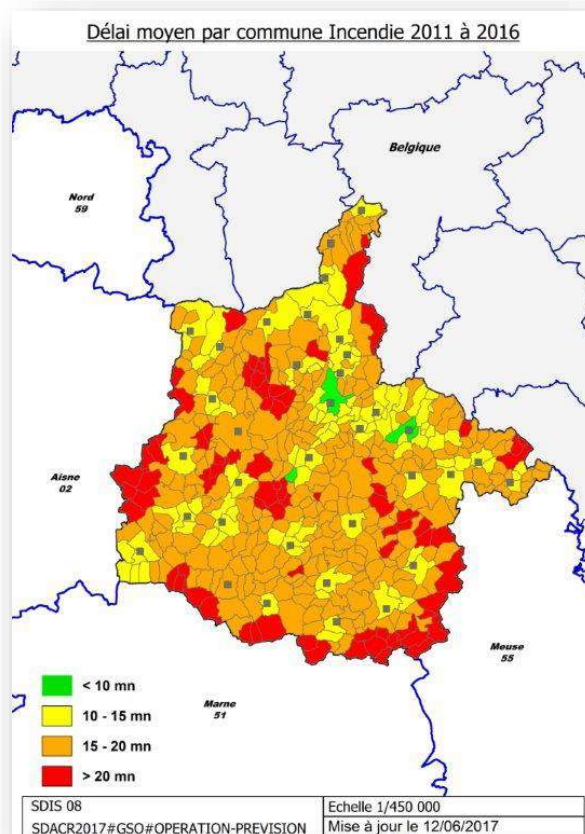 Délai moyen par commune Incendie 2011 à 2016
Belgique
Nord
59
Aisne
02
Meuse
55
Marne
51
< 10 mn
10 - 15 mn
15 - 20 mn
> 20 mn
SDIS 08
Echelle 1/450 000
SDACR2017#GSO#OPERATION-PREVISION
Mise à jour le 12/06/2017